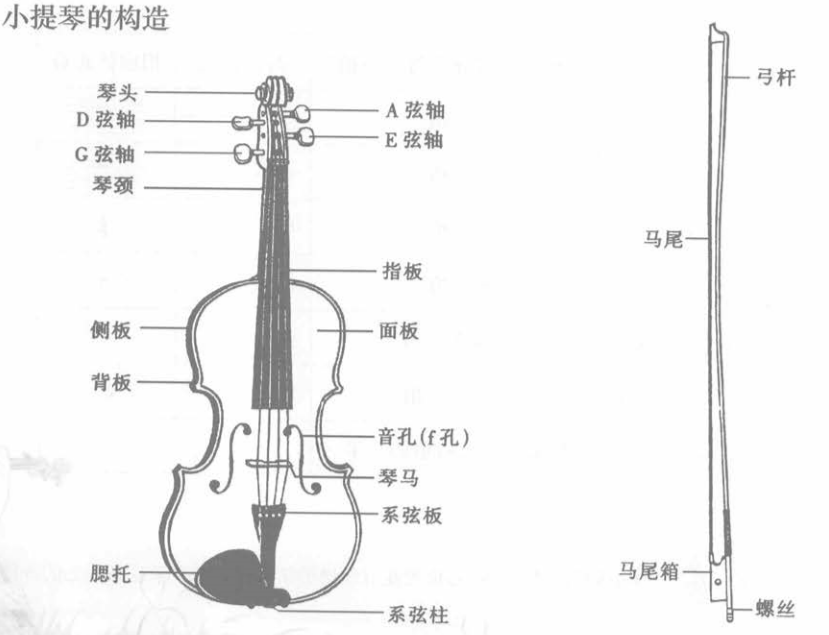 小提琴的构造
琴头
D 弦轴
G 弦轴
琴颈
侧板
背板
腮托
A 弦轴
E 弦轴
指板
面板
音孔(f孔)
琴马
系弦板
系弦柱
弓杆
马尾
马尾箱
螺丝